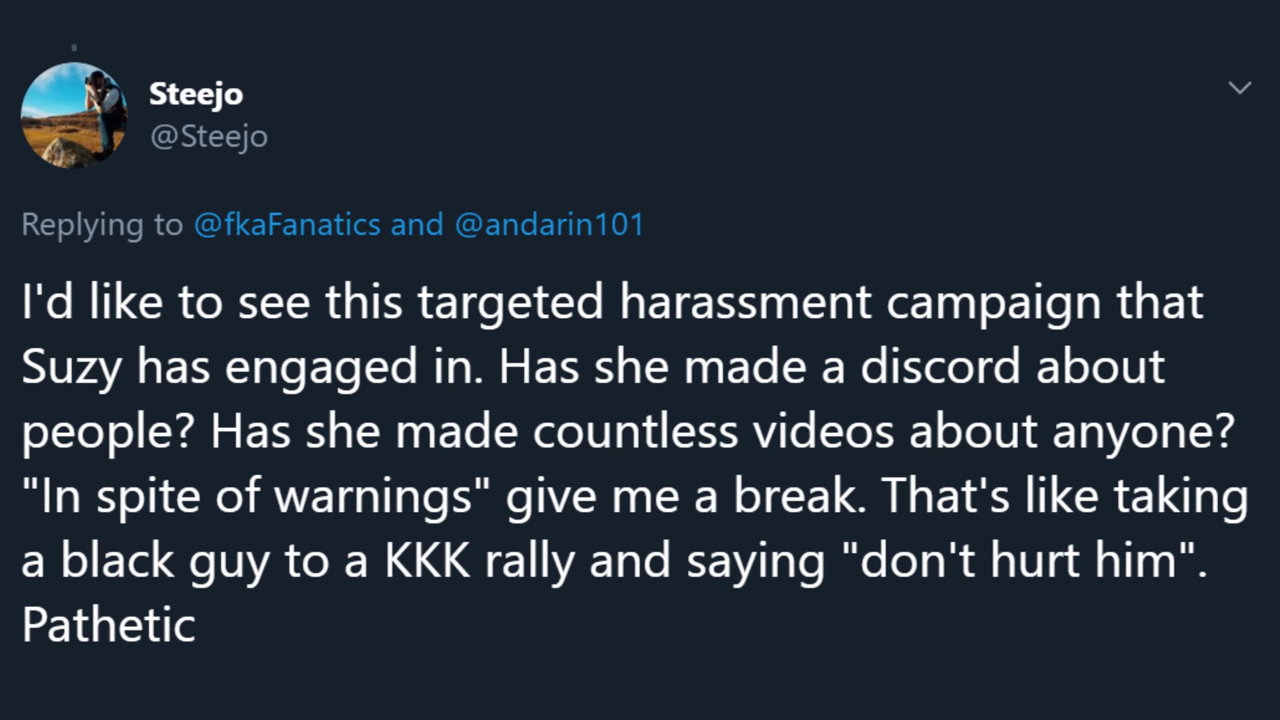 Steejo
@Steejo
Replying to @fkaFanatics and @andarin101
I'd like to see this targeted harassment campaign that
Suzy has engaged in. Has she made a discord about
people? Has she made countless videos about anyone?
"In spite of warnings" give me a break. That's like taking
a black guy to a KKK rally and saying "don't hurt him".
Pathetic